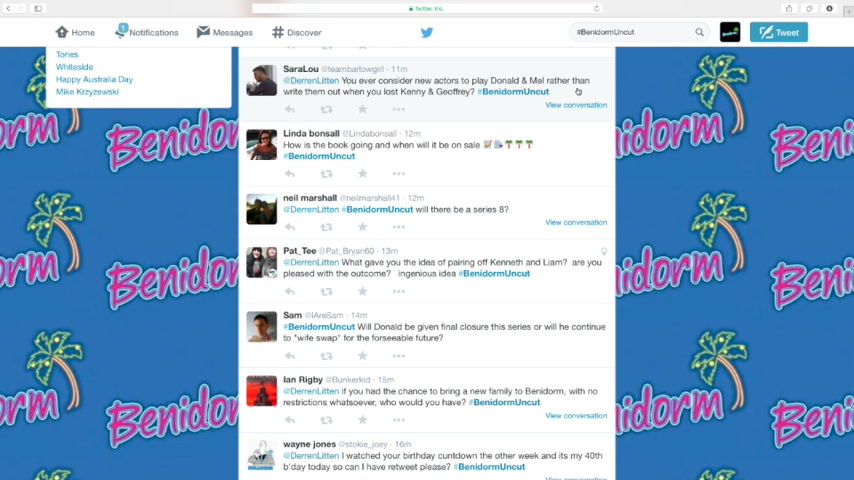 Twitter, Inc.
Home
1
Notifications
Messages
Discover
#BenidormUncut
Tweet
Tories
Whiteside
Happy Australia Day
Mike Krzyzewski
SaraLou @teambarlowgirl · 11m
@DerrenLitten You ever consider new actors to play Donald & Mel rather than
write them out when you lost Kenny & Geoffrey? #BenidormUncut
View conversation
Linda bonsall @Lindabonsall · 12m
How is the book going and when will it be on sale
#BenidormUncut
neil marshall @neilmarshall41 · 12m
@DerrenLitten #BenidormUncut will there be a series 8?
View conversation
Pat_Tee @Pat_Bryan60 · 13m
@DerrenLitten What gave you the idea of pairing off Kenneth and Liam? are you
pleased with the outcome? ingenious idea #BenidormUncut
Sam @IAreSam · 14m
#BenidormUncut Will Donald be given final closure this series or will he continue
to "wife swap" for the forseeable future?
Ian Rigby @Bunkerkid · 15m
@DerrenLitten if you had the chance to bring a new family to Benidorm, with no
restrictions whatsoever, who would you have? #BenidormUncut
View conversation
wayne jones @stokie_joey · 16m
@DerrenLitten I watched your birthday cuntdown the other week and its my 40th
b'day today so can I have retweet please? #BenidormUncut
Benidorm
Benidorm
Benidorm
Benidorm
Benidorm